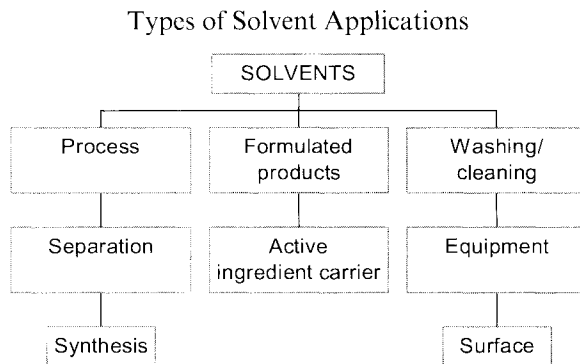 Types of Solvent Applications
SOLVENTS
Process
Formulated
products
Washing/
cleaning
Separation
Active
ingredient carrier
Equipment
Synthesis
Surface